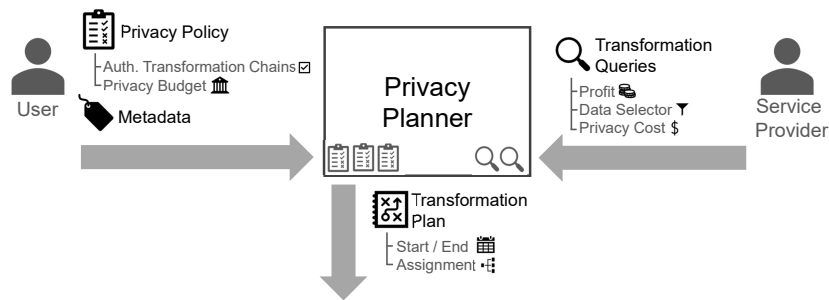 Privacy Policy
Auth. Transformation Chains
Privacy Budget
Metadata
User
Privacy
Planner
Transformation
Queries
Profit
Data Selector
Privacy Cost $
Service
Provider
Transformation
Plan
Start / End
Assignment